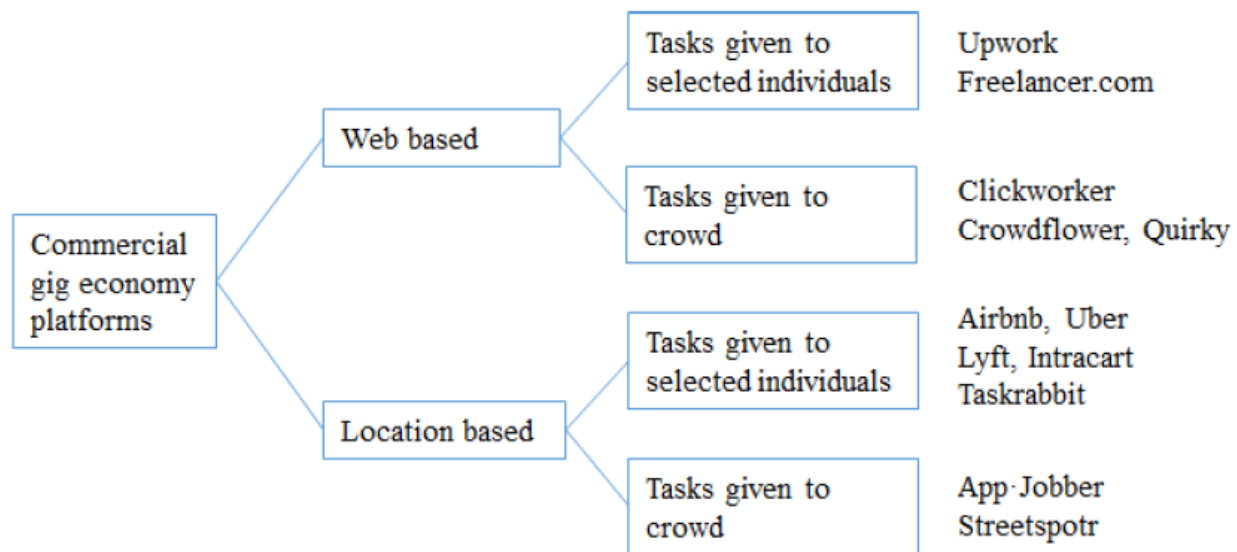 Commercial
gig economy
platforms
Web based
Tasks given to
selected individuals
Upwork
Freelancer.com
Tasks given to
crowd
Clickworker
Crowdflower, Quirky
Location based
Tasks given to
selected individuals
Airbnb, Uber
Lyft, Intracart
Taskrabbit
Tasks given to
crowd
App-Jobber
Streetspotr